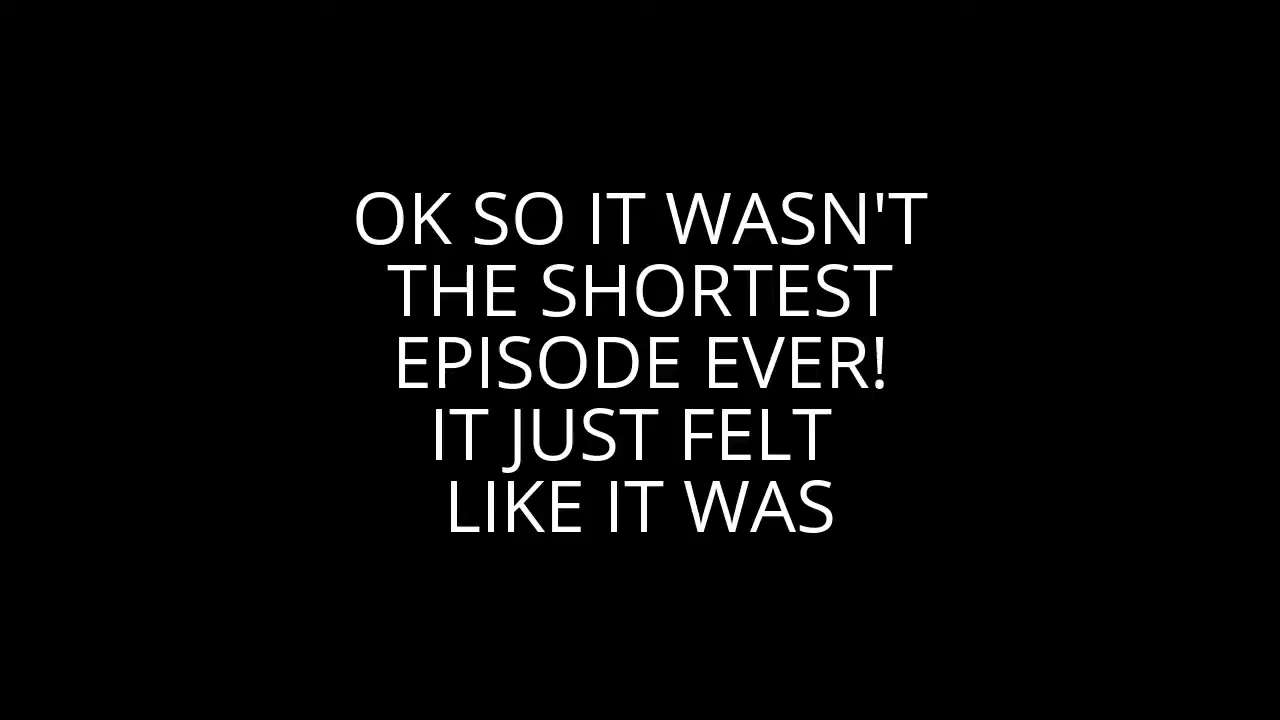 OK SO IT WASN'T
THE SHORTEST
EPISODE EVER!
IT JUST FELT
LIKE IT WAS